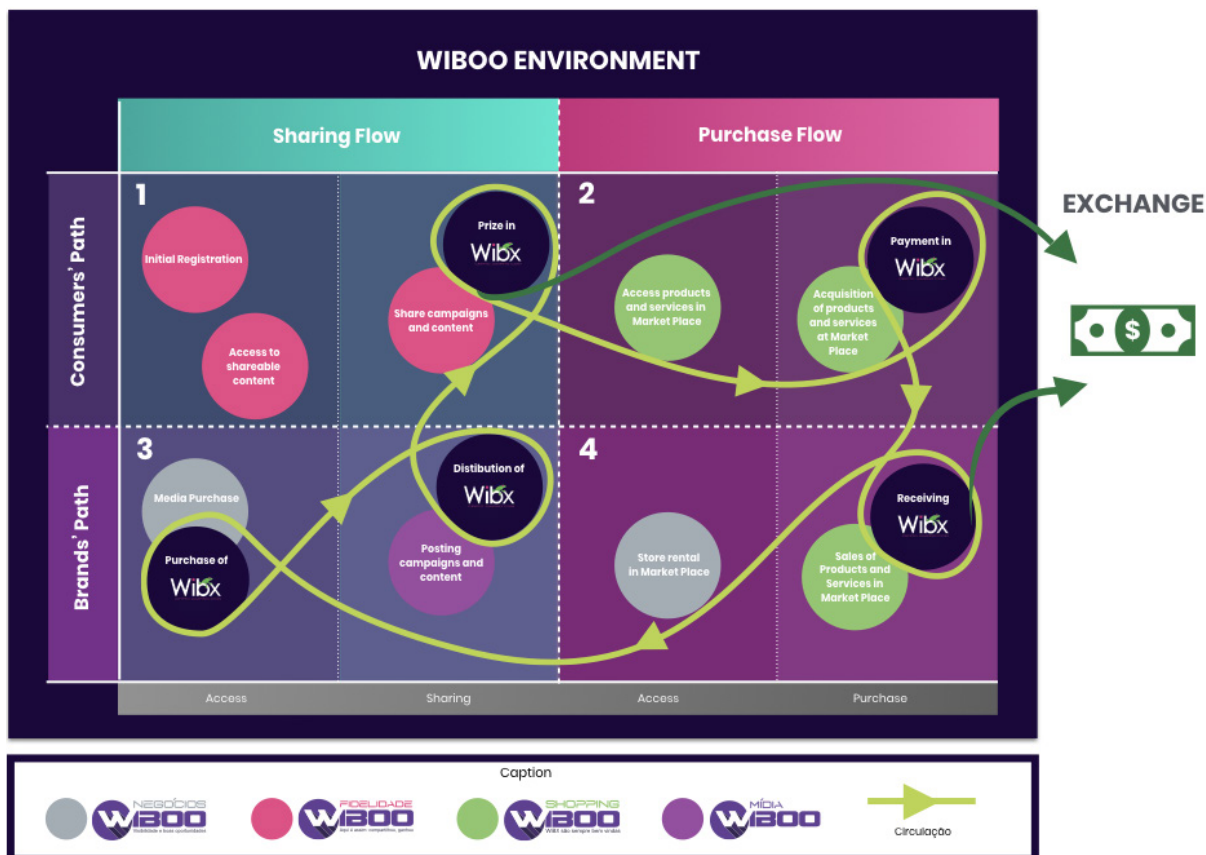 WIBOO ENVIRONMENT
Sharing Flow
Purchase Flow
Consumers' Path
Brands' Path
1
Initial Registration
Access to
shareable
content
Prize in
Wibx
Share campaigns
and content
2
Access products
and services in
Market Place
Payment in
Wibx
Acquisition
of products
and services
at Market
Place
EXCHANGE
$
3
Media Purchase
Purchase of
Wibx
Distibution of
Wibx
Posting
campaigns and
content
4
Store rental
in Market Place
Receiving
Wibx
Sales of
Products and
Services in
Market Place
Access
Sharing
Access
Purchase
Caption
NEGÓCIOS
WIBOO
FIDELIDADE
WIBOO
SHOPPING
WIBOO
MÍDIA
WIBOO
Circulação